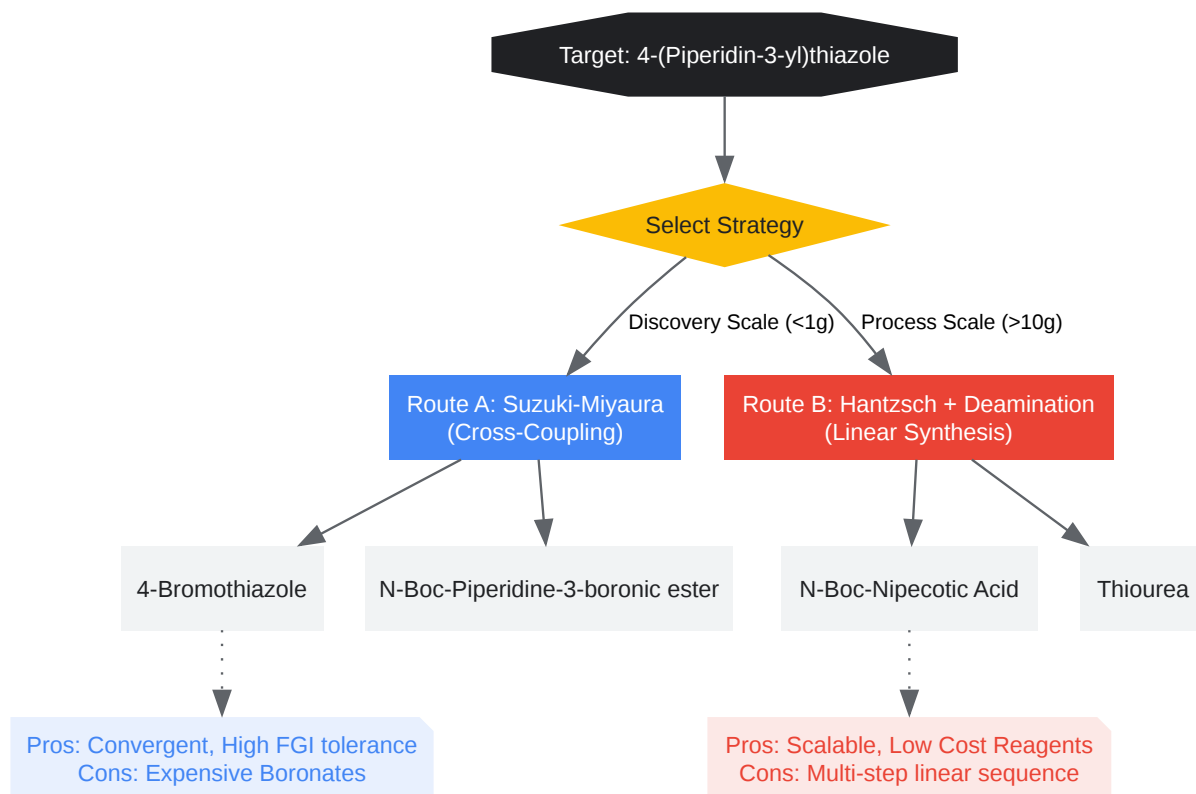 Target: 4-(Piperidin-3-yl)thiazole
Select Strategy
Discovery Scale (<1g)
Process Scale (>10g)
Route A: Suzuki-Miyaura
(Cross-Coupling)
Route B: Hantzsch + Deamination
(Linear Synthesis)
4-Bromothiazole
N-Boc-Piperidine-3-boronic ester
N-Boc-Nipecotic Acid
Thiourea
Pros: Convergent, High FGI tolerance
Cons: Expensive Boronates
Pros: Scalable, Low Cost Reagents
Cons: Multi-step linear sequence